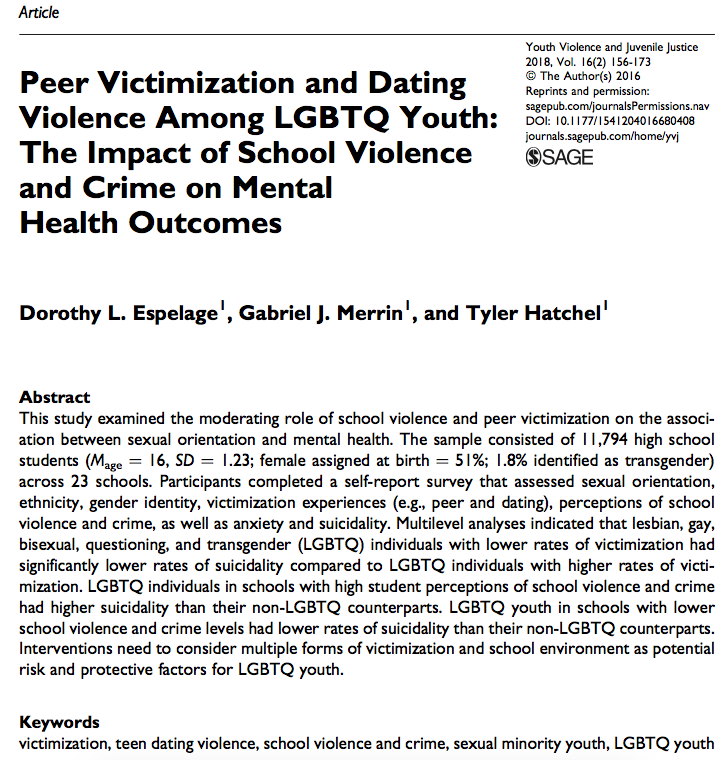 Article
Youth Violence and Juvenile Justice
2018, Vol. 16(2) 156-173
© The Author(s) 2016
Reprints and permission:
sagepub.com/journalsPermissions.nav
DOI: 10.1177/1541204016680408
journals.sagepub.com/home/yvj
SAGE
Peer Victimization and Dating
Violence Among LGBTQ Youth:
The Impact of School Violence
and Crime on Mental
Health Outcomes
Dorothy L. Espelage1, Gabriel J. Merrin1, and Tyler Hatchel1
Abstract
This study examined the moderating role of school violence and peer victimization on the associ-
ation between sexual orientation and mental health. The sample consisted of 11,794 high school
students (Mage = 16, SD = 1.23; female assigned at birth = 51%; 1.8% identified as transgender)
across 23 schools. Participants completed a self-report survey that assessed sexual orientation,
ethnicity, gender identity, victimization experiences (e.g., peer and dating), perceptions of school
violence and crime, as well as anxiety and suicidality. Multilevel analyses indicated that lesbian, gay,
bisexual, questioning, and transgender (LGBTQ) individuals with lower rates of victimization had
significantly lower rates of suicidality compared to LGBTQ individuals with higher rates of victi-
mization. LGBTQ individuals in schools with high student perceptions of school violence and crime
had higher suicidality than their non-LGBTQ counterparts. LGBTQ youth in schools with lower
school violence and crime levels had lower rates of suicidality than their non-LGBTQ counterparts.
Interventions need to consider multiple forms of victimization and school environment as potential
risk and protective factors for LGBTQ youth.
Keywords
victimization, teen dating violence, school violence and crime, sexual minority youth, LGBTQ youth